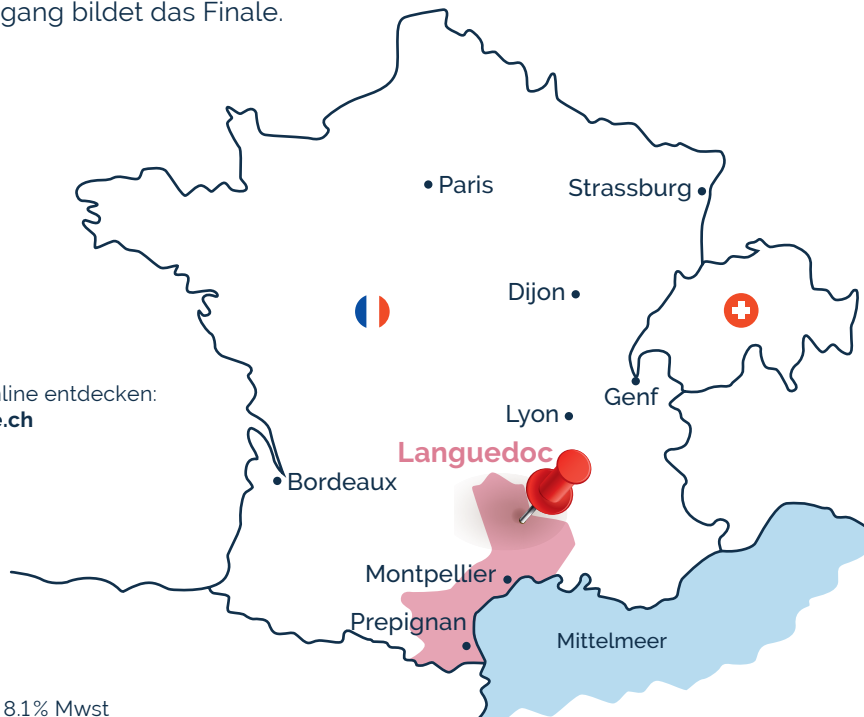 gang bildet das Finale.
Paris
Strassburg
Dijon
line entdecken:
e.ch
Genf
Lyon
Languedoc
Bordeaux
Montpellier
Prepignan
Mittelmeer
8.1% Mwst